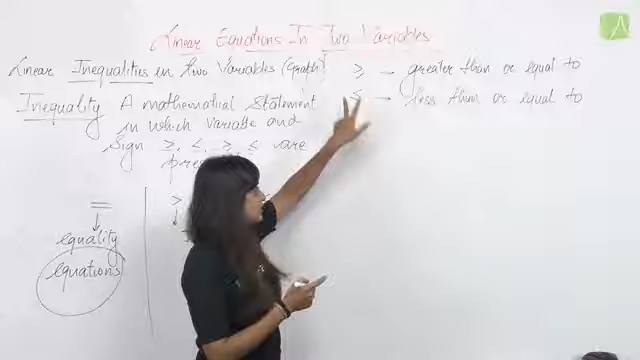 Linear Equations In Two Variables
Linear Inequalities in two Variables (Graph)
≥ → greater than or equal to
Inequality A mathematical Statement
in which variable and
Sign >, <, ≥, ≤ are
≤ → less than or equal to
=
↓
equality
equations
>
↓